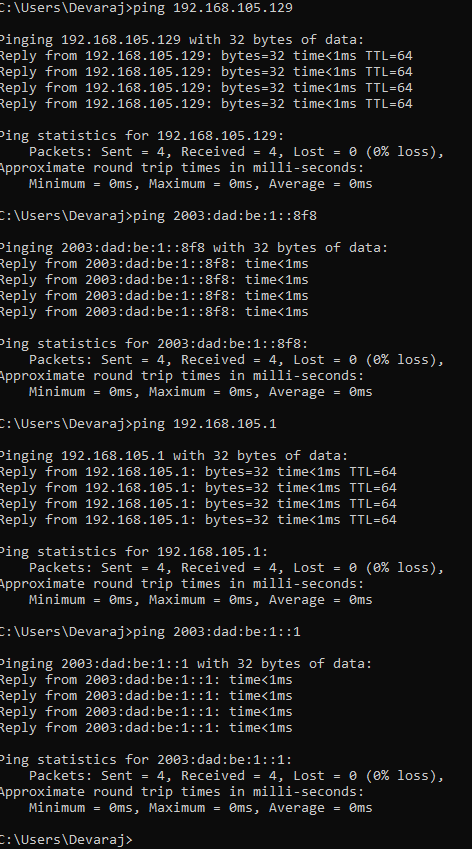 C:\Users\Devaraj>ping 192.168.105.129
Pinging 192.168.105.129 with 32 bytes of data:
Reply from 192.168.105.129: bytes=32 time<1ms TTL=64
Reply from 192.168.105.129: bytes=32 time<1ms TTL=64
Reply from 192.168.105.129: bytes=32 time<1ms TTL=64
Reply from 192.168.105.129: bytes=32 time<1ms TTL=64
Ping statistics for 192.168.105.129:
Packets: Sent = 4, Received = 4, Lost = 0 (0% loss),
Approximate round trip times in milli-seconds:
Minimum = 0ms, Maximum = 0ms, Average = 0ms
C:\Users\Devaraj>ping 2003:dad:be:1::8f8
Pinging 2003:dad:be:1::8f8 with 32 bytes of data:
Reply from 2003:dad:be:1::8f8: time<1ms
Reply from 2003:dad:be:1::8f8: time<1ms
Reply from 2003:dad:be:1::8f8: time<1ms
Reply from 2003:dad:be:1::8f8: time<1ms
Ping statistics for 2003:dad:be:1::8f8:
Packets: Sent = 4, Received = 4, Lost = 0 (0% loss),
Approximate round trip times in milli-seconds:
Minimum = 0ms, Maximum = 0ms, Average = 0ms
C:\Users\Devaraj>ping 192.168.105.1
Pinging 192.168.105.1 with 32 bytes of data:
Reply from 192.168.105.1: bytes=32 time<1ms TTL=64
Reply from 192.168.105.1: bytes=32 time<1ms TTL=64
Reply from 192.168.105.1: bytes=32 time<1ms TTL=64
Reply from 192.168.105.1: bytes=32 time<1ms TTL=64
Ping statistics for 192.168.105.1:
Packets: Sent = 4, Received = 4, Lost = 0 (0% loss),
Approximate round trip times in milli-seconds:
Minimum = 0ms, Maximum = 0ms, Average = 0ms
C:\Users\Devaraj>ping 2003:dad:be:1::1
Pinging 2003:dad:be:1::1 with 32 bytes of data:
Reply from 2003:dad:be:1::1: time<1ms
Reply from 2003:dad:be:1::1: time<1ms
Reply from 2003:dad:be:1::1: time<1ms
Reply from 2003:dad:be:1::1: time<1ms
Ping statistics for 2003:dad:be:1::1:
Packets: Sent = 4, Received = 4, Lost = 0 (0% loss),
Approximate round trip times in milli-seconds:
Minimum = 0ms, Maximum = 0ms, Average = 0ms
C:\Users\Devaraj>